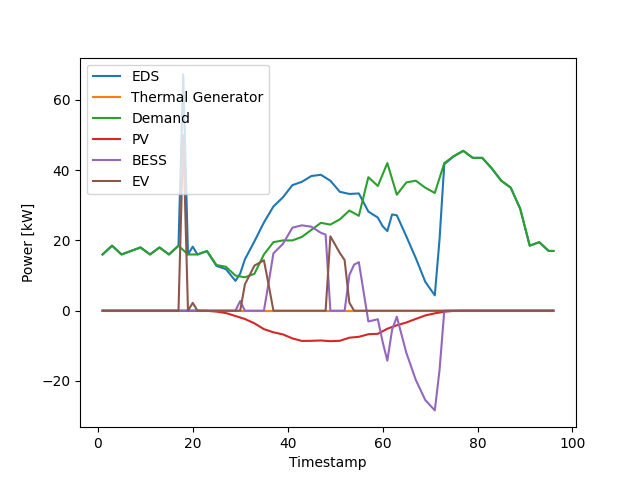 EDS
Thermal Generator
Demand
PV
BESS
EV
60
40
20
0
−20
Power [kW]
0 20 40 60 80 100
Timestamp